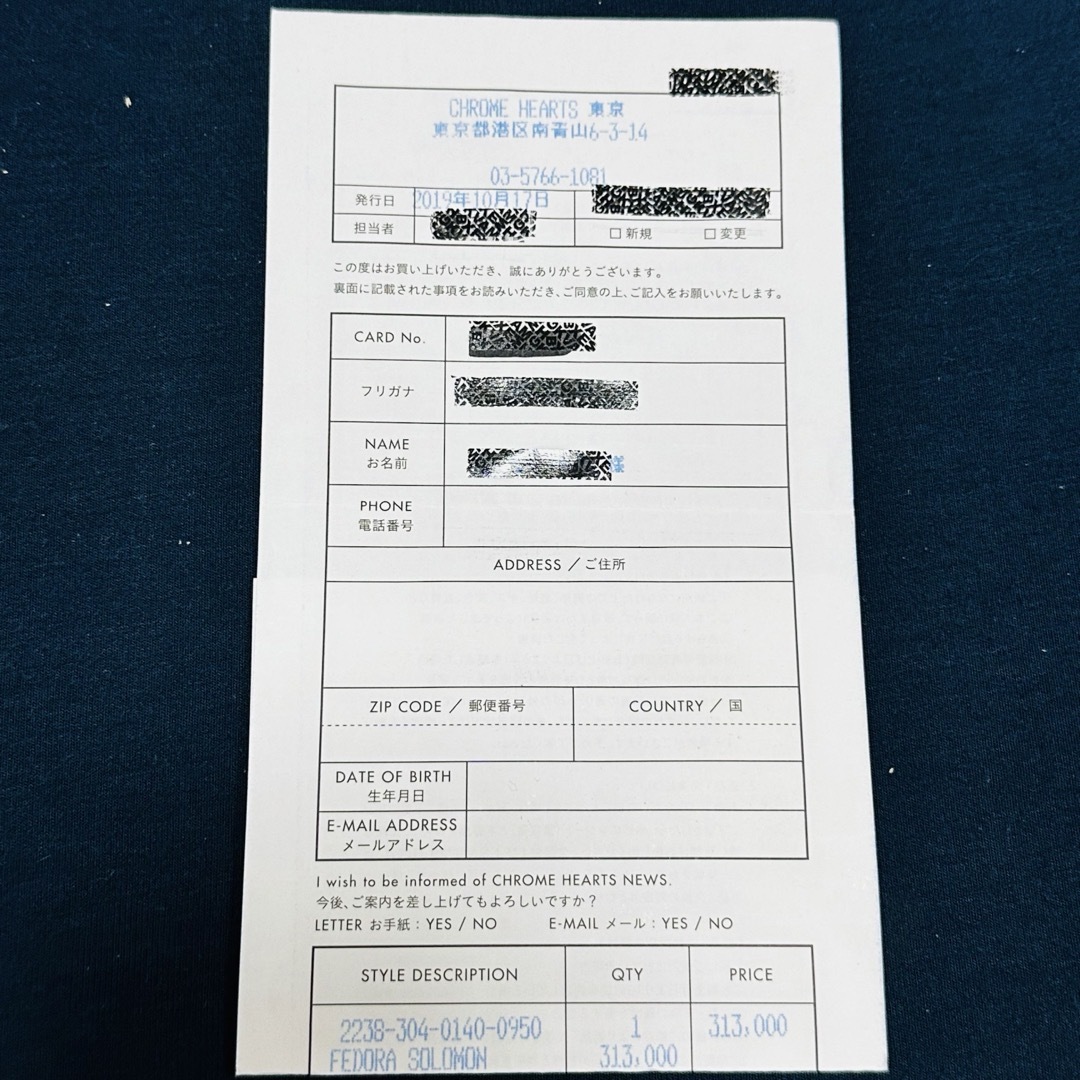 CHROME HEARTS 東京
東京都港区南青山6-3-14
03-5766-1081
発行日 2019年10月17日
担当者 □新規 □変更
この度はお買い上げいただき、誠にありがとうございます。
裏面に記載された事項をお読みいただき、ご同意の上、ご記入をお願いいたします。
CARD No.
フリガナ
NAME
お名前 様
PHONE
電話番号
ADDRESS / ご住所
ZIP CODE / 郵便番号 COUNTRY / 国
DATE OF BIRTH
生年月日
E-MAIL ADDRESS
メールアドレス
I wish to be informed of CHROME HEARTS NEWS.
今後、ご案内を差し上げてもよろしいですか？
LETTER お手紙 : YES / NO E-MAIL メール : YES / NO
STYLE DESCRIPTION QTY PRICE
2238-304-0140-0950 1 313,000
FEDORA SOLOMON 313,000